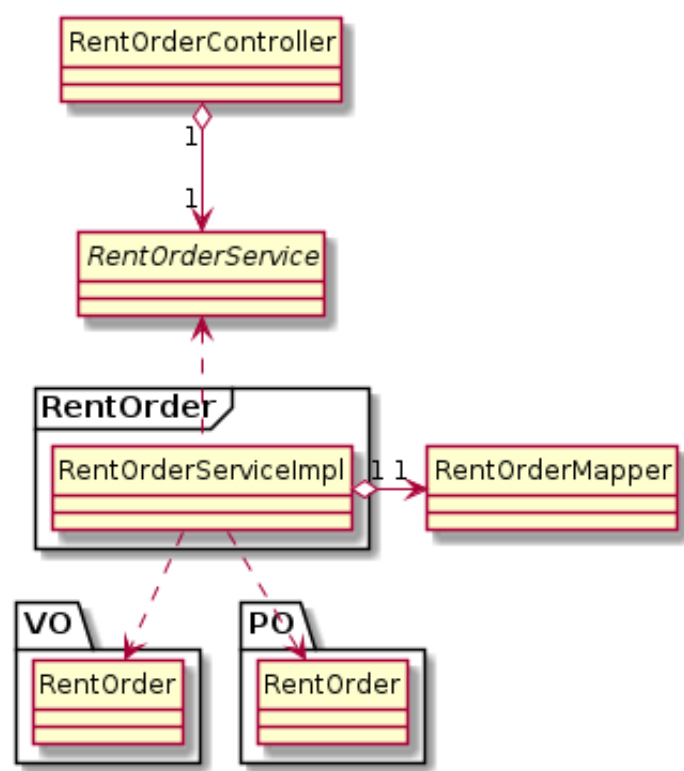 RentOrderController
1
1
RentOrderService
RentOrder
RentOrderServiceImpl
1 1
RentOrderMapper
VO
PO
RentOrder
RentOrder